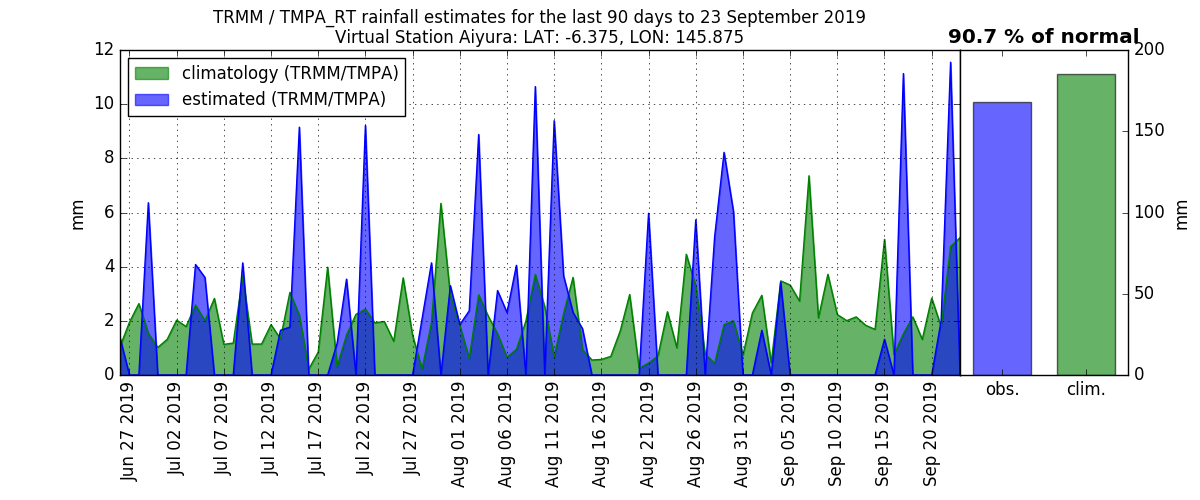 TRMM / TMPA_RT rainfall estimates for the last 90 days to 23 September 2019
Virtual Station Aiyura: LAT: -6.375, LON: 145.875
90.7 % of normal
climatology (TRMM/TMPA)
estimated (TRMM/TMPA)
12
10
8
6
4
2
0
mm
200
150
100
50
0
mm
Jun 27 2019
Jul 02 2019
Jul 07 2019
Jul 12 2019
Jul 17 2019
Jul 22 2019
Jul 27 2019
Aug 01 2019
Aug 06 2019
Aug 11 2019
Aug 16 2019
Aug 21 2019
Aug 26 2019
Aug 31 2019
Sep 05 2019
Sep 10 2019
Sep 15 2019
Sep 20 2019
obs.
clim.